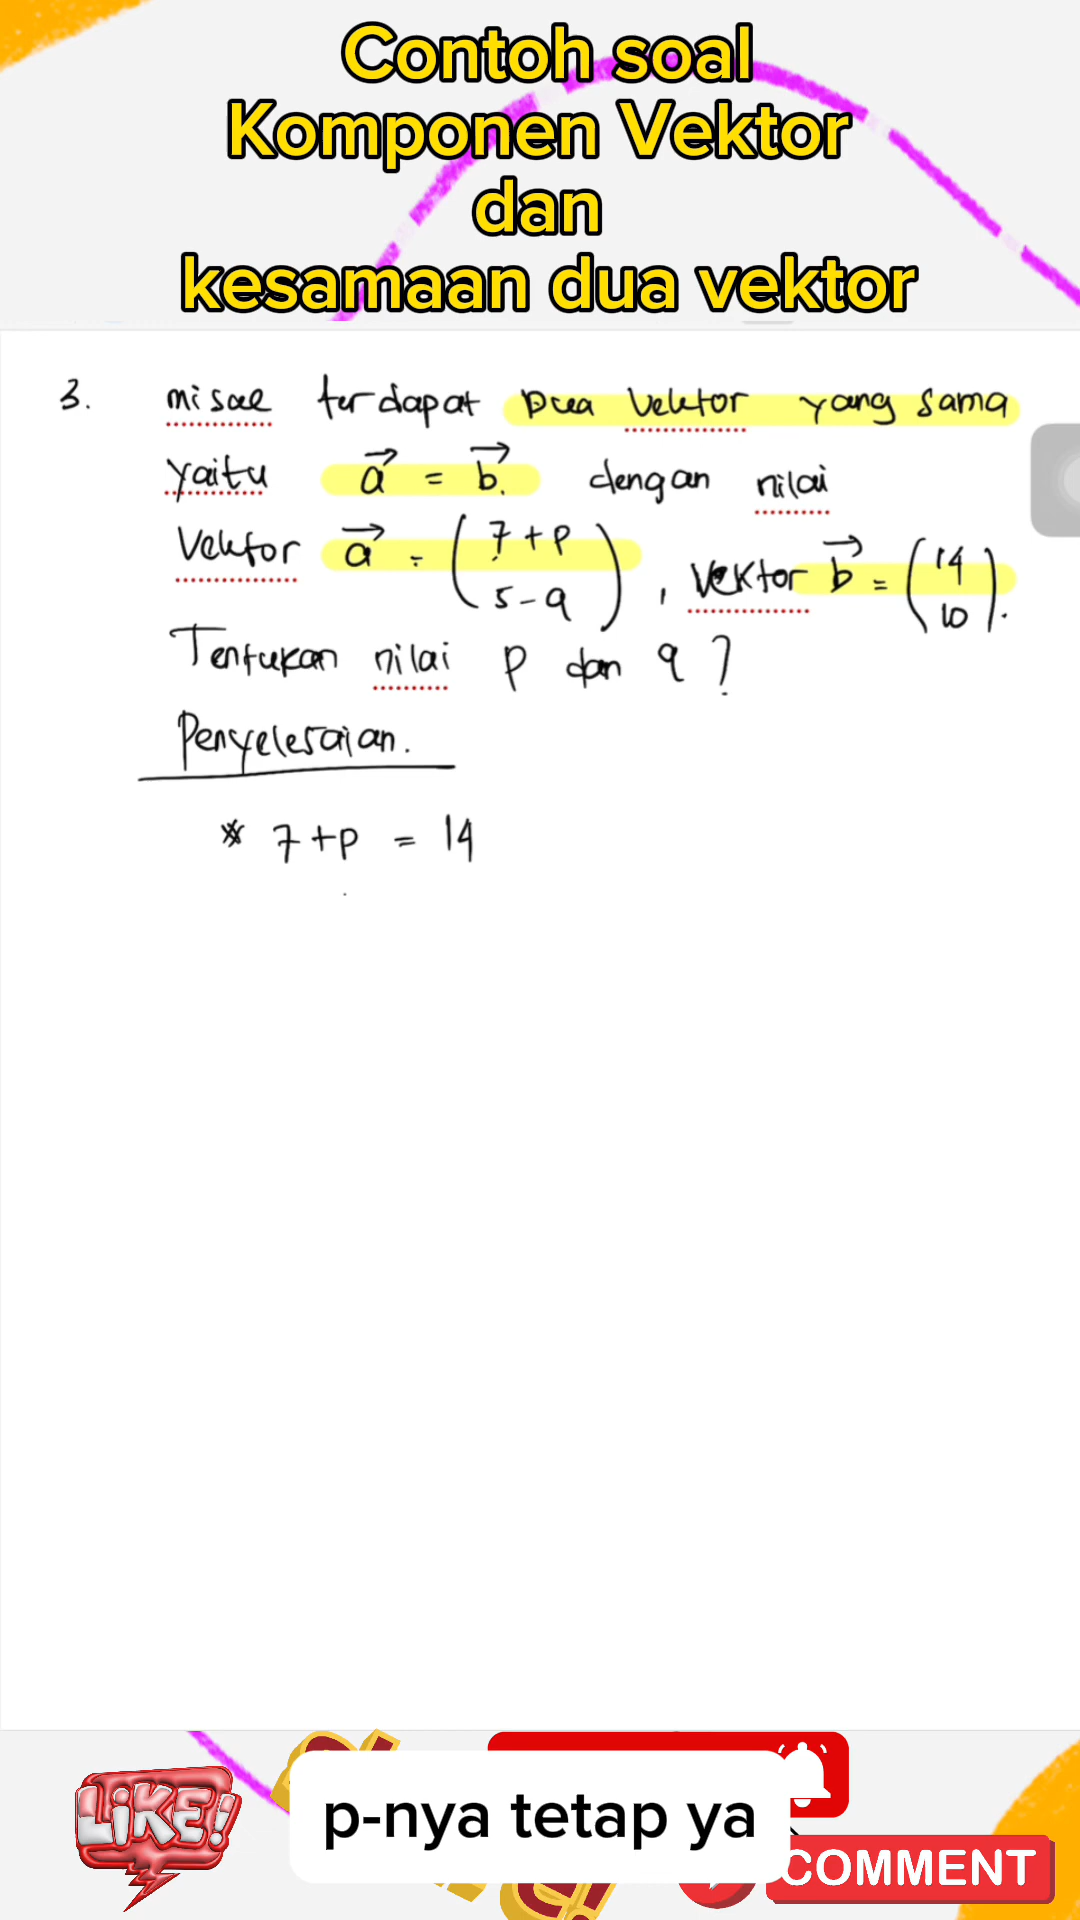 Contoh soal
Komponen Vektor
dan
kesamaan dua vektor
3. misal terdapat Dua Vektor yang sama
yaitu a⃗ = b⃗. dengan nilai
Vektor a⃗ = (7+p
5-q), Vektor b⃗ = (14
10).
Tentukan nilai p dan q?
Penyelesaian.
* 7+p = 14
LIKE!
p-nya tetap ya
COMMENT